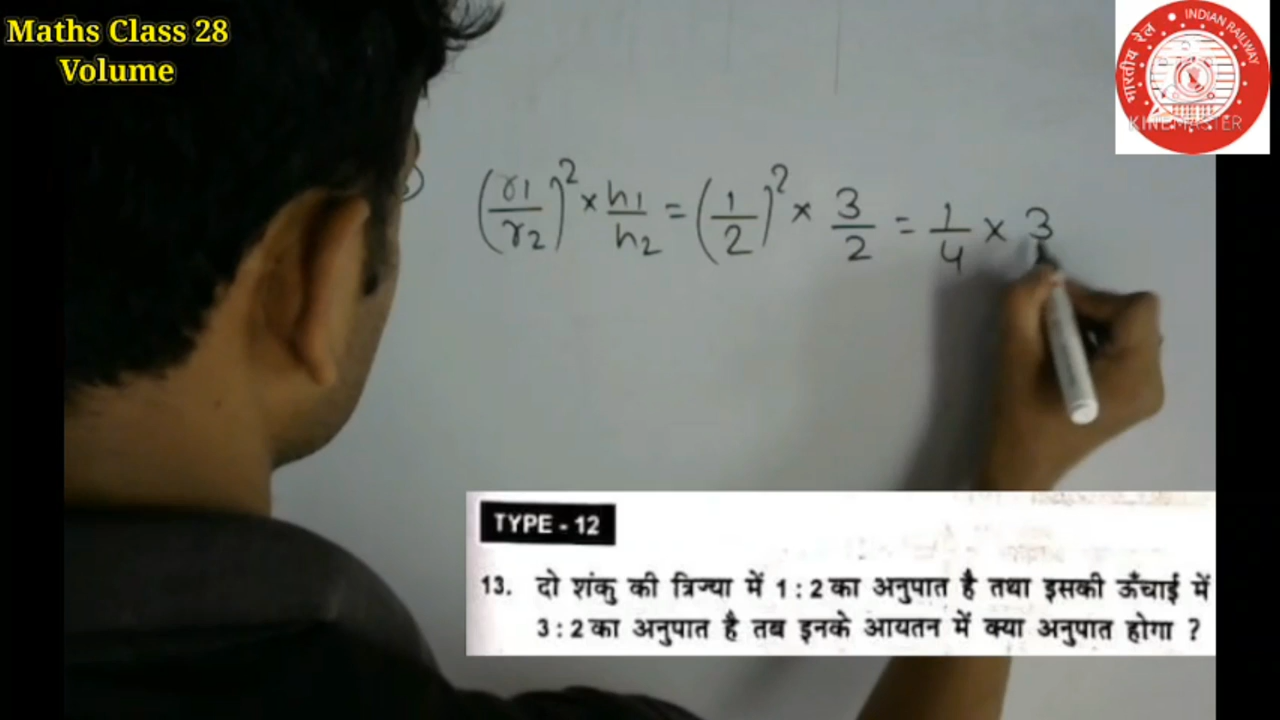 Maths Class 28
Volume
भारतीय रेल
INDIAN RAILWAY
KINEMASTER
(r1/r2)² × h1/h2 = (1/2)² × 3/2 = 1/4 × 3
TYPE - 12
13. दो शंकु की त्रिज्या में 1 : 2 का अनुपात है तथा इसकी ऊँचाई में
3 : 2 का अनुपात है तब इनके आयतन में क्या अनुपात होगा ?